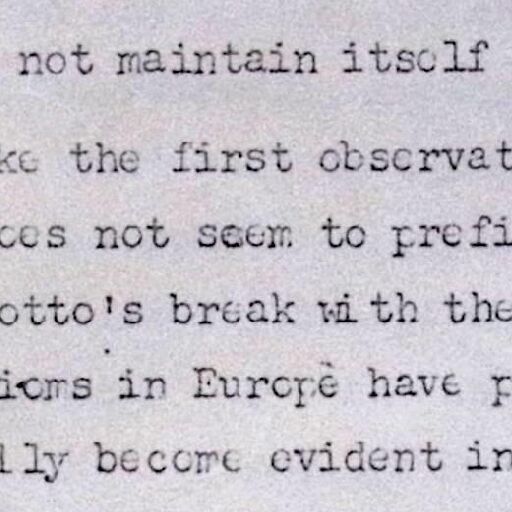 not maintain itself
ke the first observat
oes not seem to prefi
otto's break with the
ions in Europe have p
lly become evident in